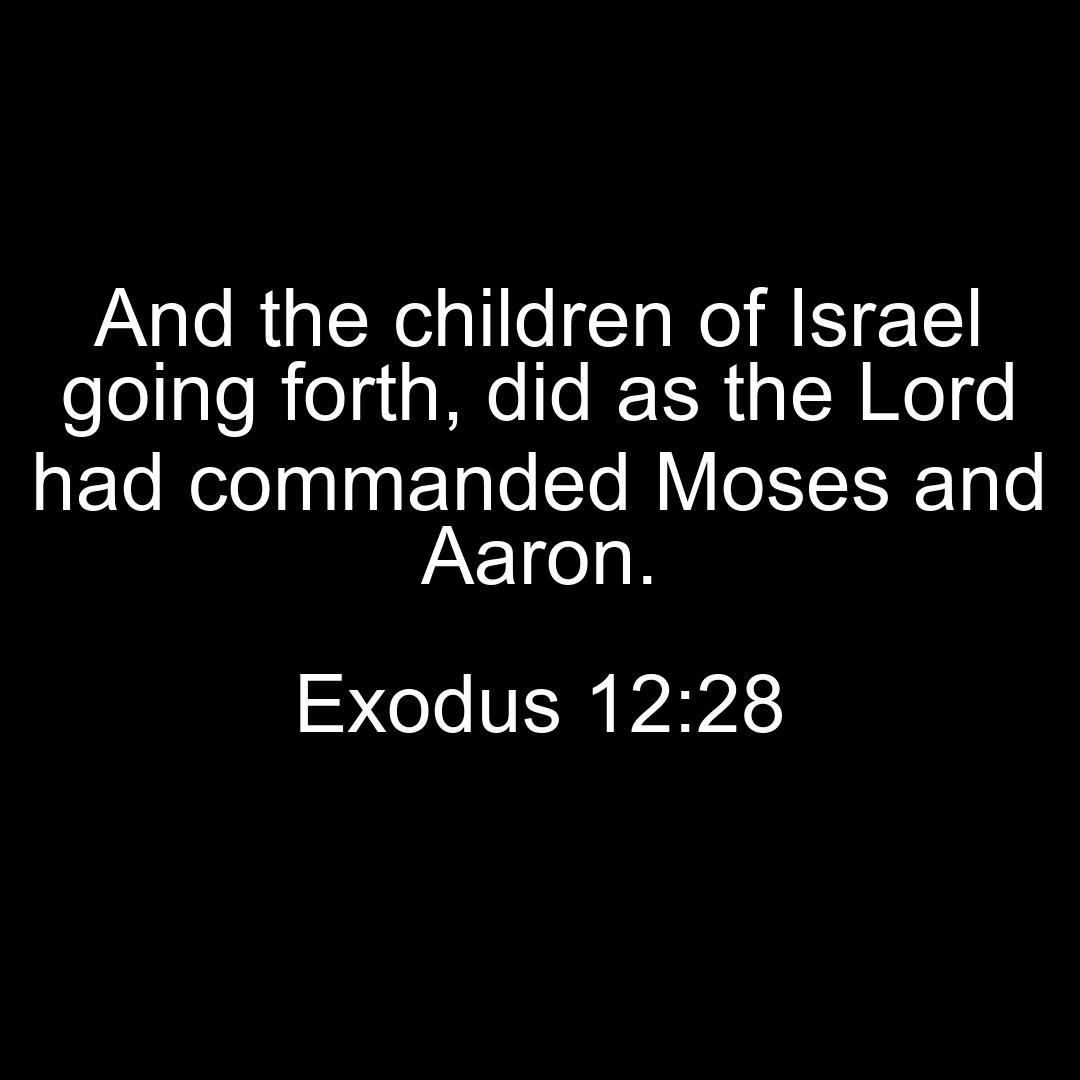 And the children of Israel
going forth, did as the Lord
had commanded Moses and
Aaron.
Exodus 12:28